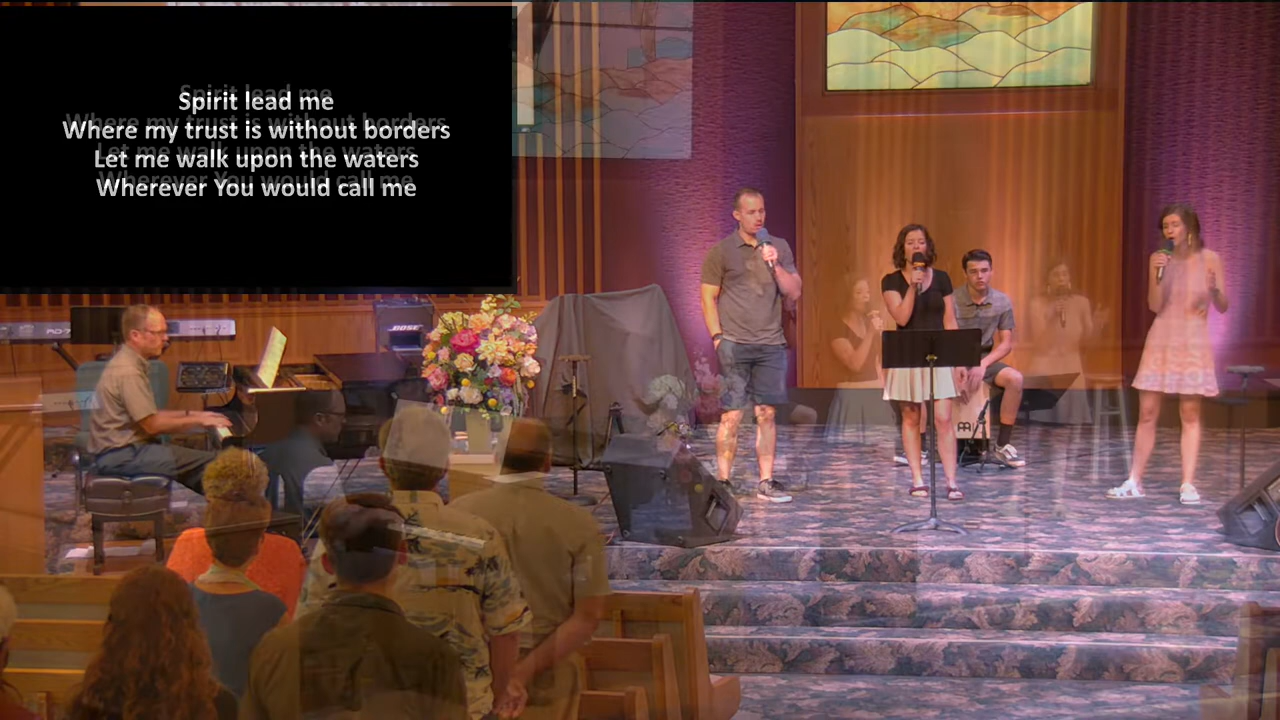 Spirit lead me
Where my trust is without borders
Let me walk upon the waters
Wherever You would call me
BOSE